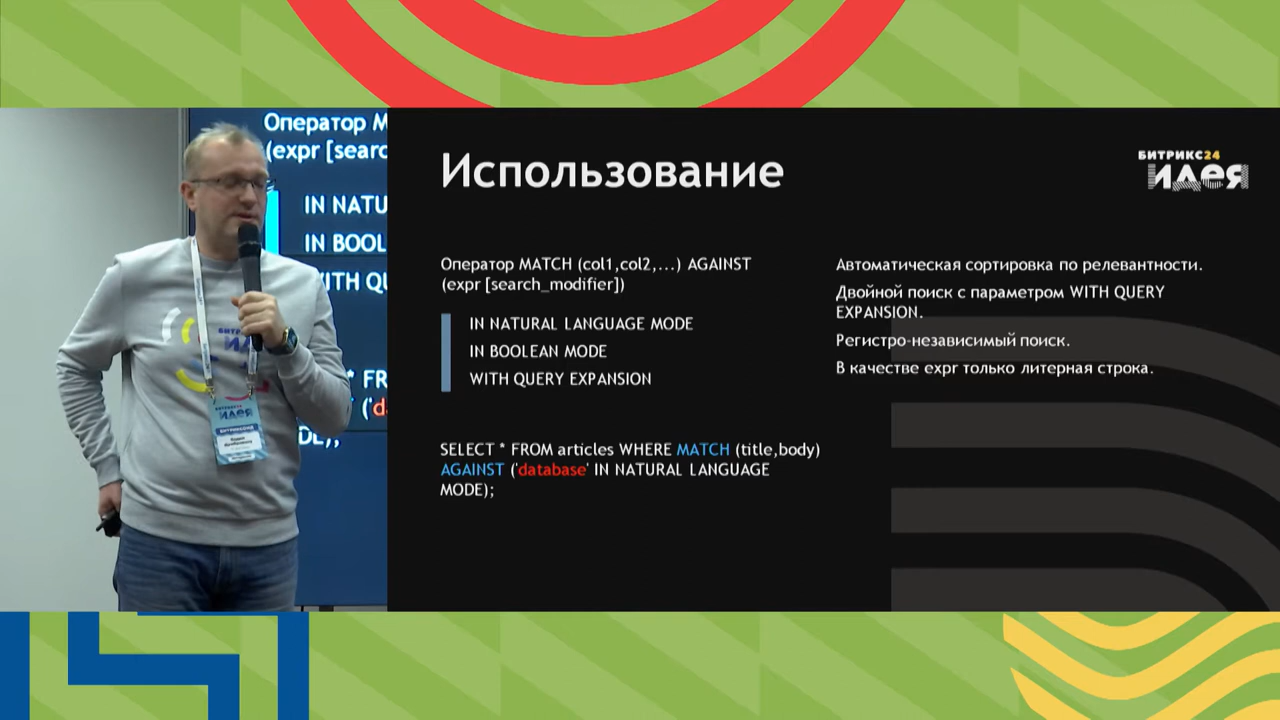 Оператор М
(expr [searc
IN NATU
IN BOOL
WITH QU
Использование
БИТРИКС24
идея
Оператор MATCH (col1,col2,...) AGAINST
(expr [search_modifier])
IN NATURAL LANGUAGE MODE
IN BOOLEAN MODE
WITH QUERY EXPANSION
SELECT * FROM articles WHERE MATCH (title,body)
AGAINST ('database' IN NATURAL LANGUAGE
MODE);
Автоматическая сортировка по релевантности.
Двойной поиск с параметром WITH QUERY
EXPANSION.
Регистро-независимый поиск.
В качестве expr только литерная строка.